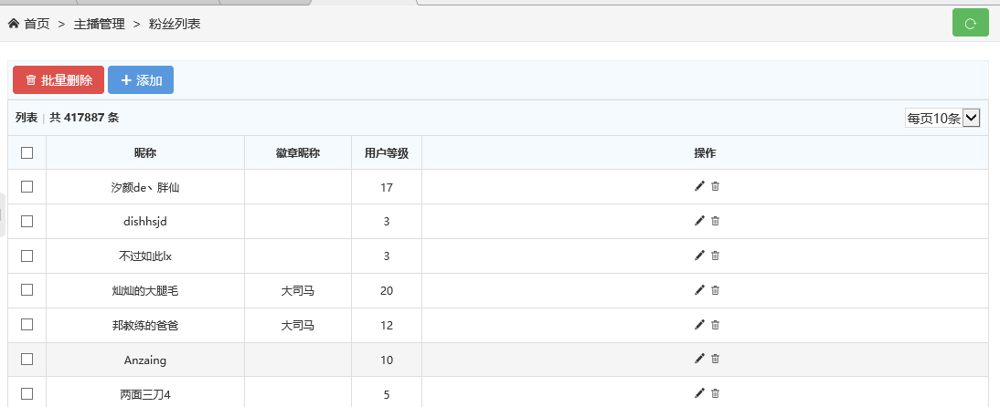 首页 > 主播管理 > 粉丝列表
批量删除 添加
列表 | 共 417887 条 每页10条
昵称 徽章昵称 用户等级 操作
汐颜de丶胖仙 17
dishhsjd 3
不过如此lx 3
灿灿的大腿毛 大司马 20
邦教练的爸爸 大司马 12
Anzaing 10
两面三刀4 5